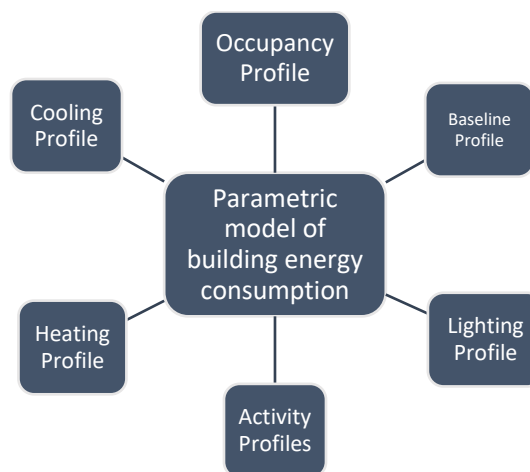 Occupancy
Profile
Cooling
Profile
Baseline
Profile
Parametric
model of
building energy
consumption
Heating
Profile
Lighting
Profile
Activity
Profiles